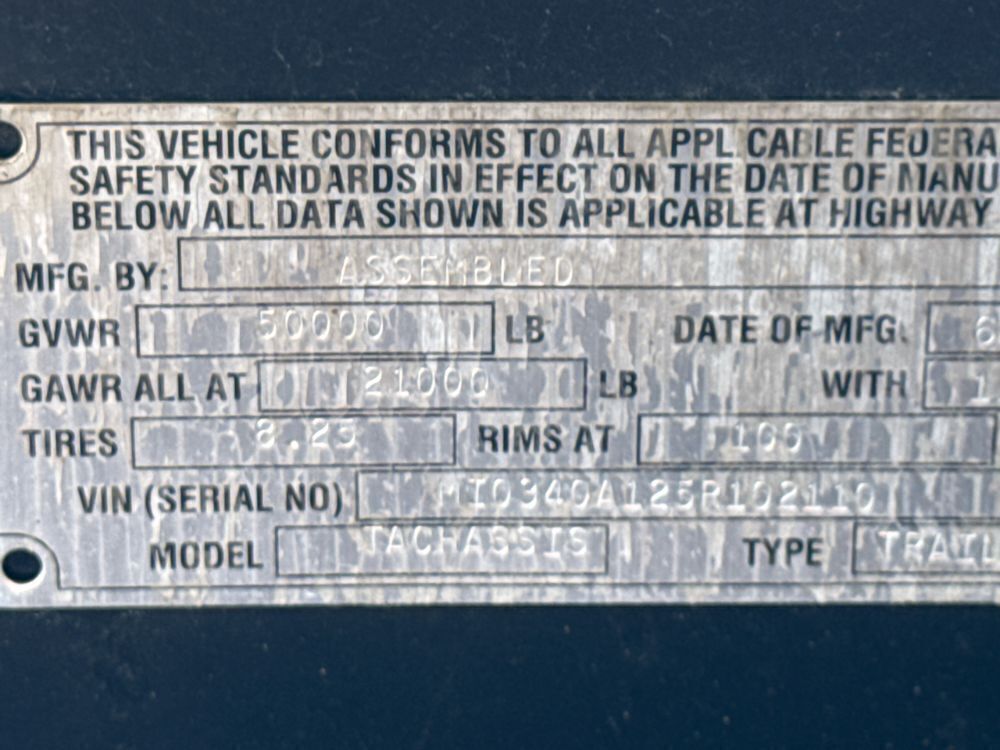 THIS VEHICLE CONFORMS TO ALL APPL CABLE FEDERA
SAFETY STANDARDS IN EFFECT ON THE DATE OF MANU
BELOW ALL DATA SHOWN IS APPLICABLE AT HIGHWAY
MFG. BY: ASSEMBLED
GVWR 50000 LB DATE OF MFG. 6
GAWR ALL AT 21000 LB WITH 1
TIRES 8.25 RIMS AT 100
VIN (SERIAL NO) MI0340A125R102110
MODEL TACHASSIS TYPE TRAIL